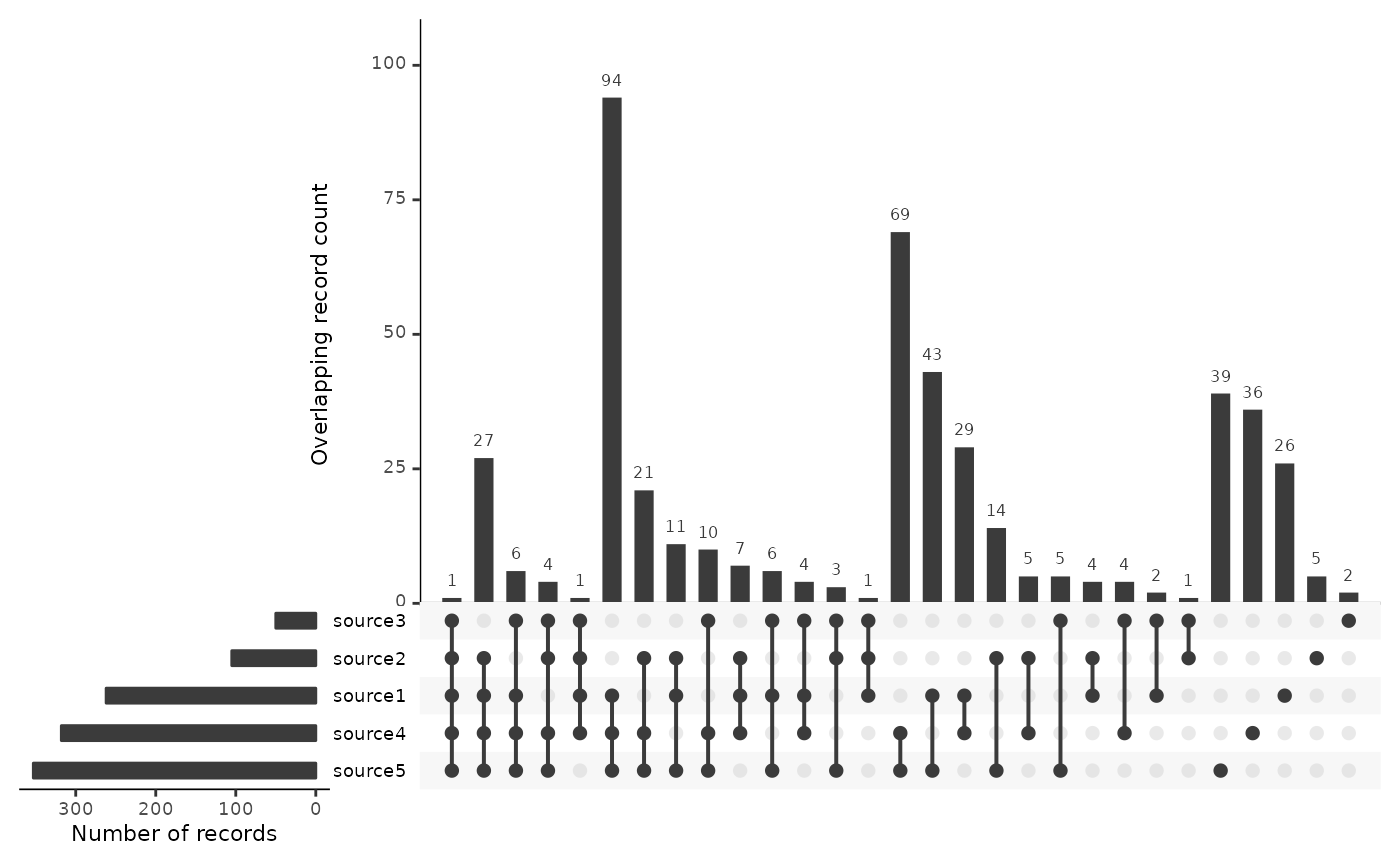 Overlapping record count
100
75
50
25
0
1 27 6 4 1 94 21 11 10 7 6 4 3 1 69 43 29 14 5 5 4 4 2 1 39 36 26 5 2
source3
source2
source1
source4
source5
300 200 100 0
Number of records